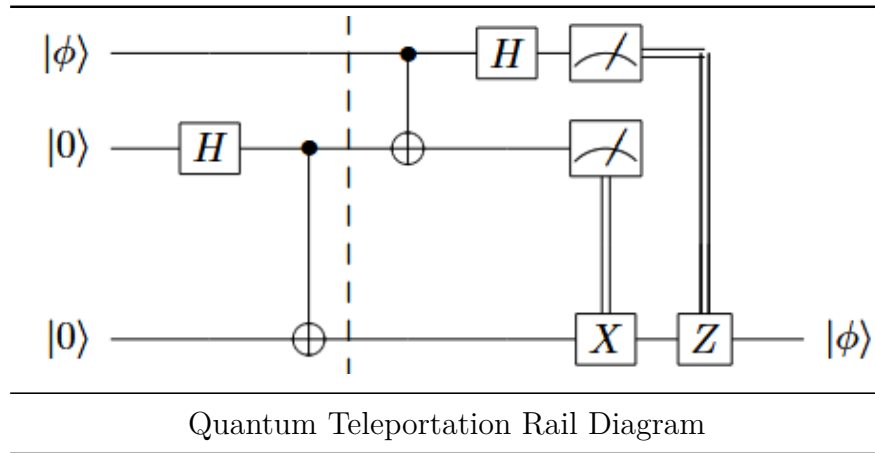 |ϕ⟩ H
|0⟩ H
|0⟩ X Z |ϕ⟩
Quantum Teleportation Rail Diagram